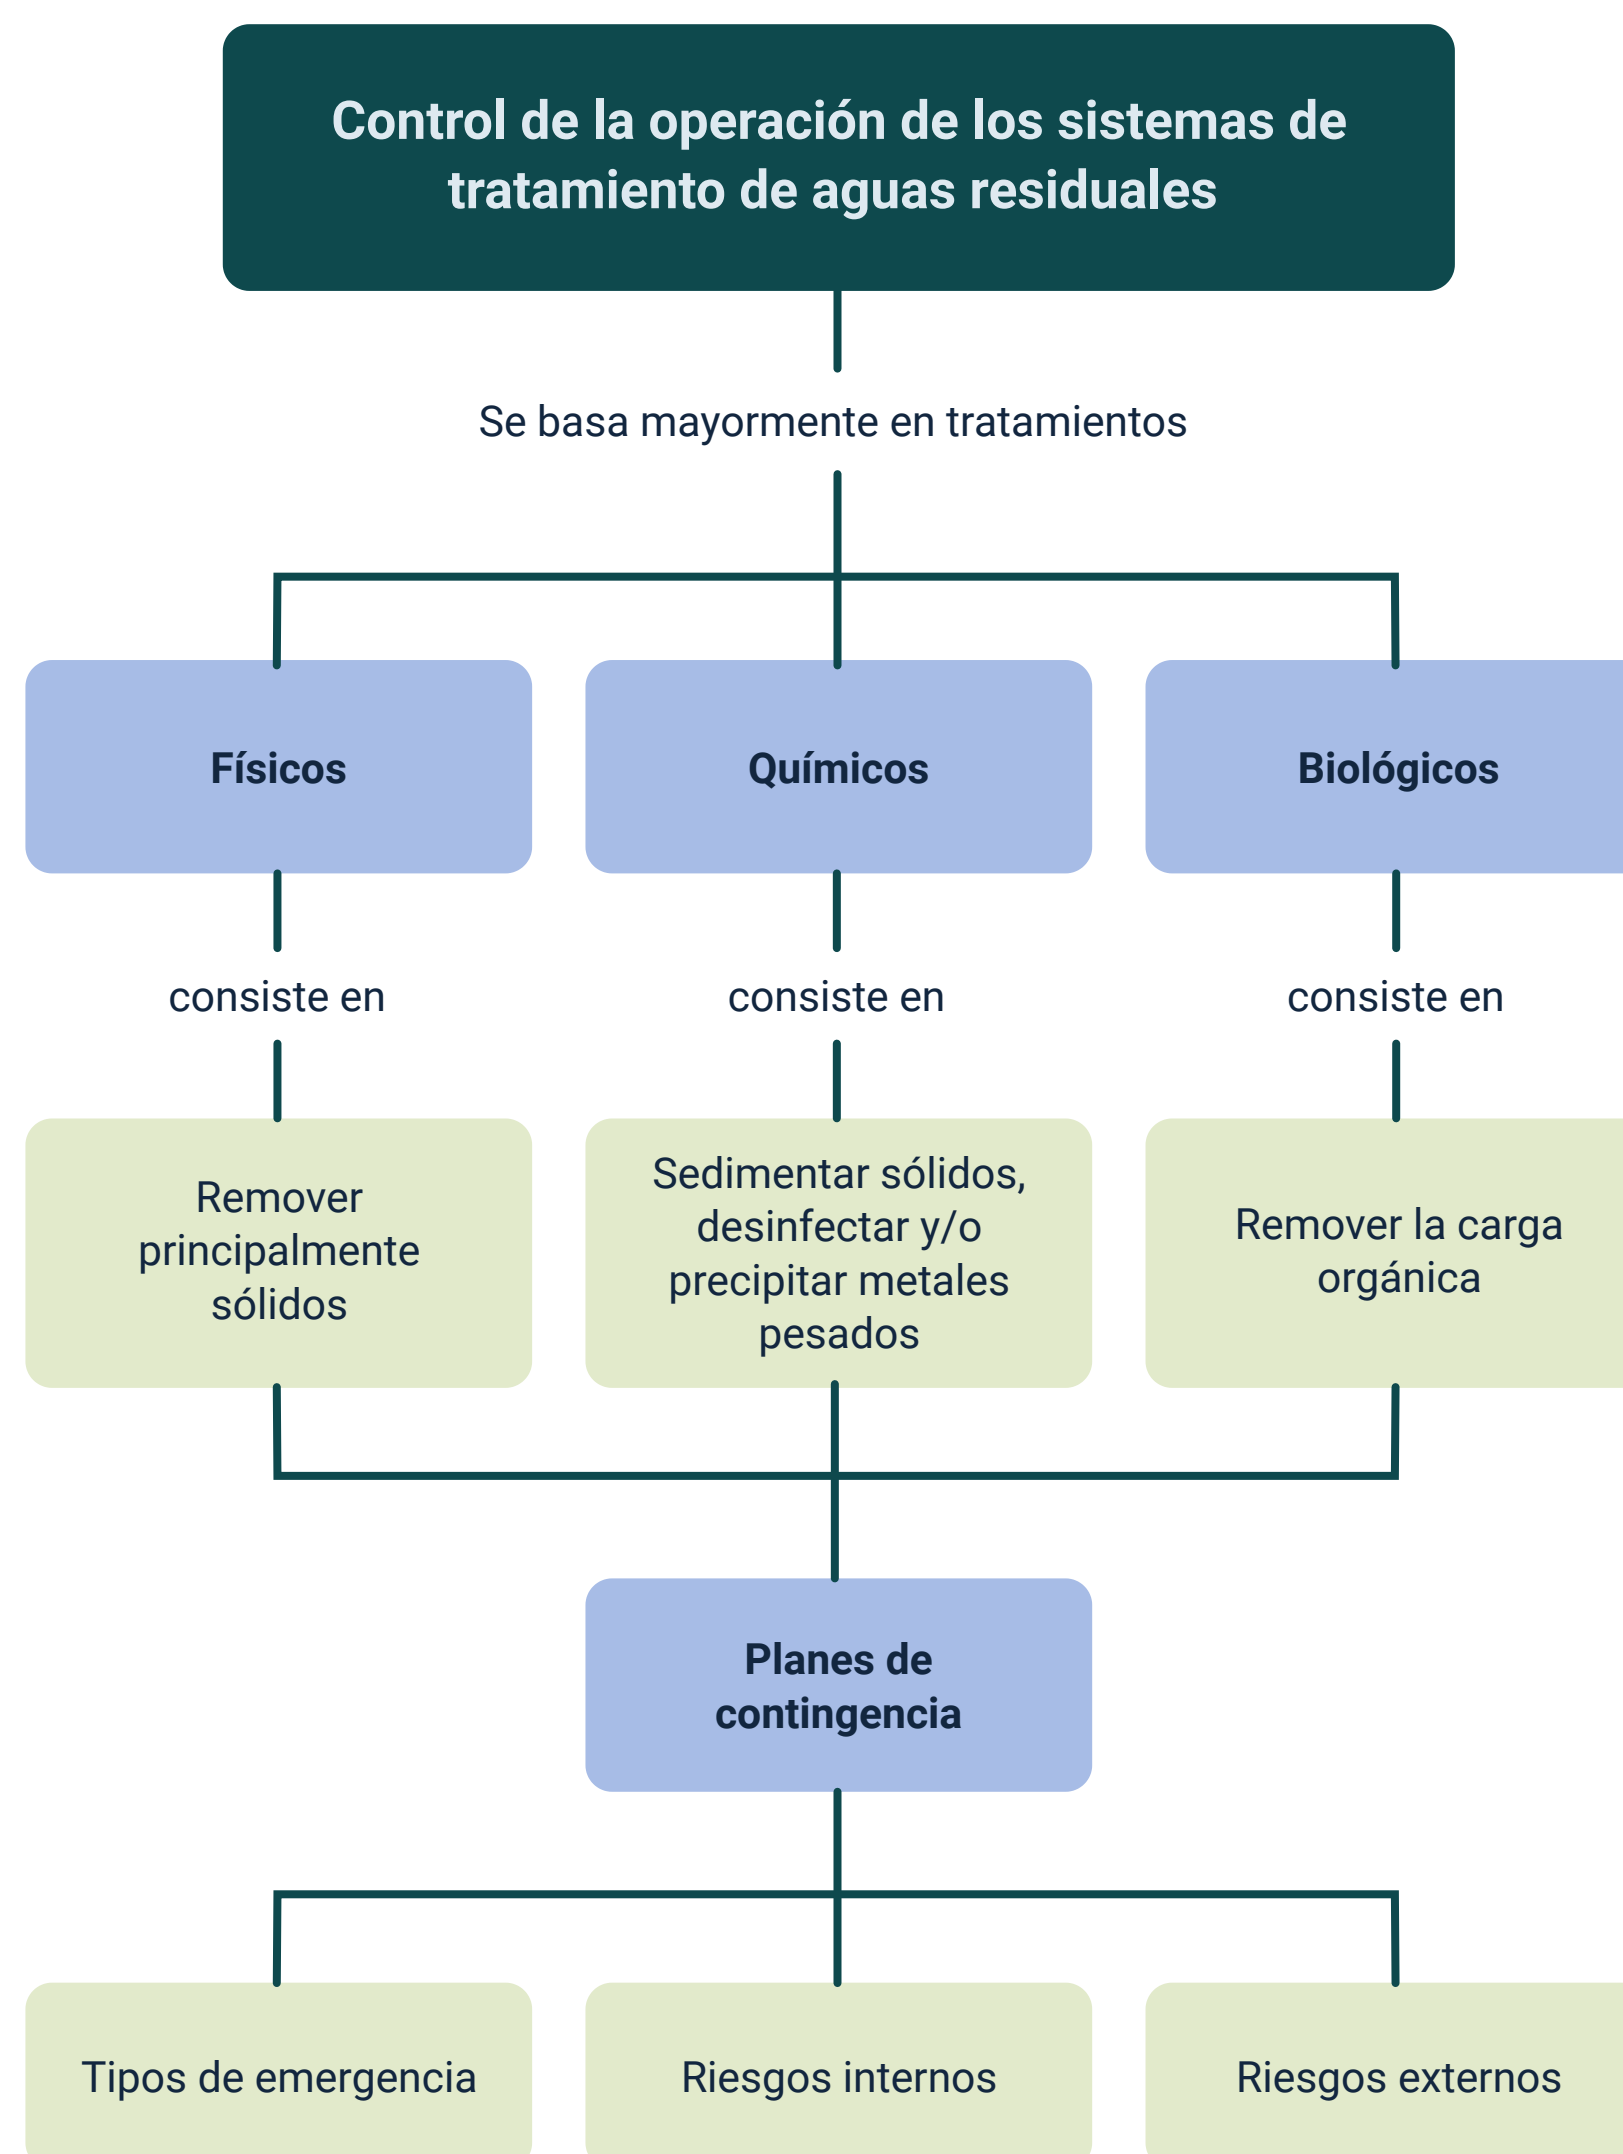 Control de la operación de los sistemas de
tratamiento de aguas residuales
Se basa mayormente en tratamientos
Físicos
Químicos
Biológicos
consiste en
consiste en
consiste en
Remover
principalmente
sólidos
Sedimentar sólidos,
desinfectar y/o
precipitar metales
pesados
Remover la carga
orgánica
Planes de
contingencia
Tipos de emergencia
Riesgos internos
Riesgos externos